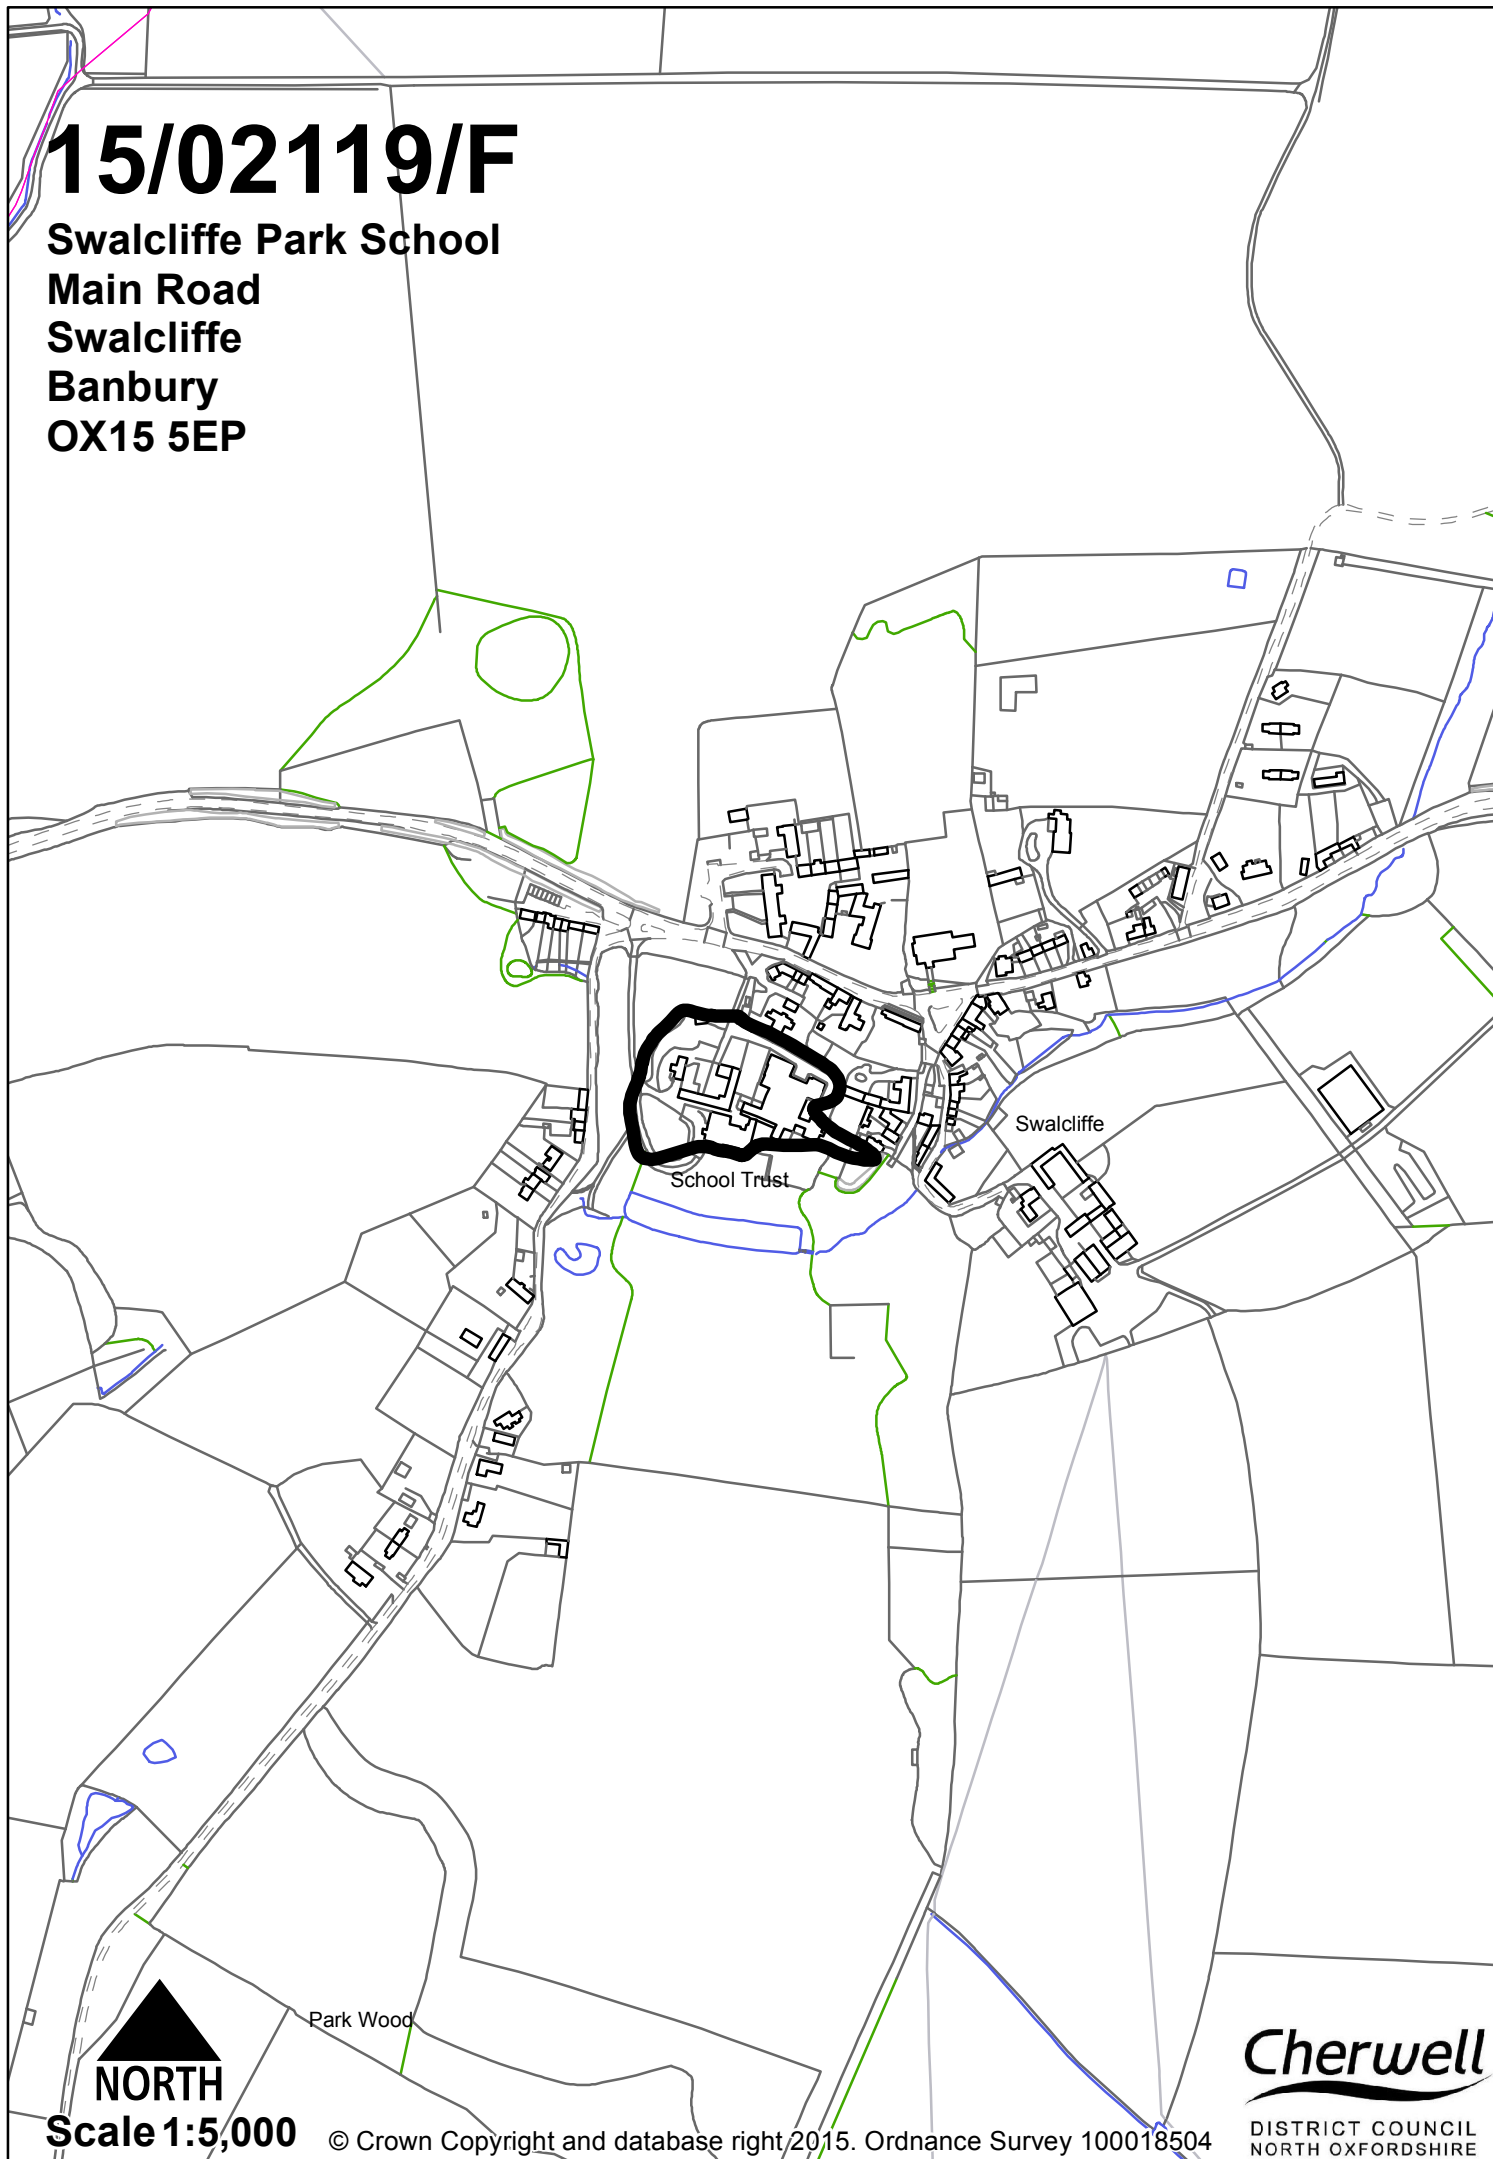 15/02119/F
Swalcliffe Park School
Main Road
Swalcliffe
Banbury
OX15 5EP
Swalcliffe
School Trust
Park Wood
NORTH
Scale 1:5,000
© Crown Copyright and database right 2015. Ordnance Survey 100018504
Cherwell
DISTRICT COUNCIL
NORTH OXFORDSHIRE